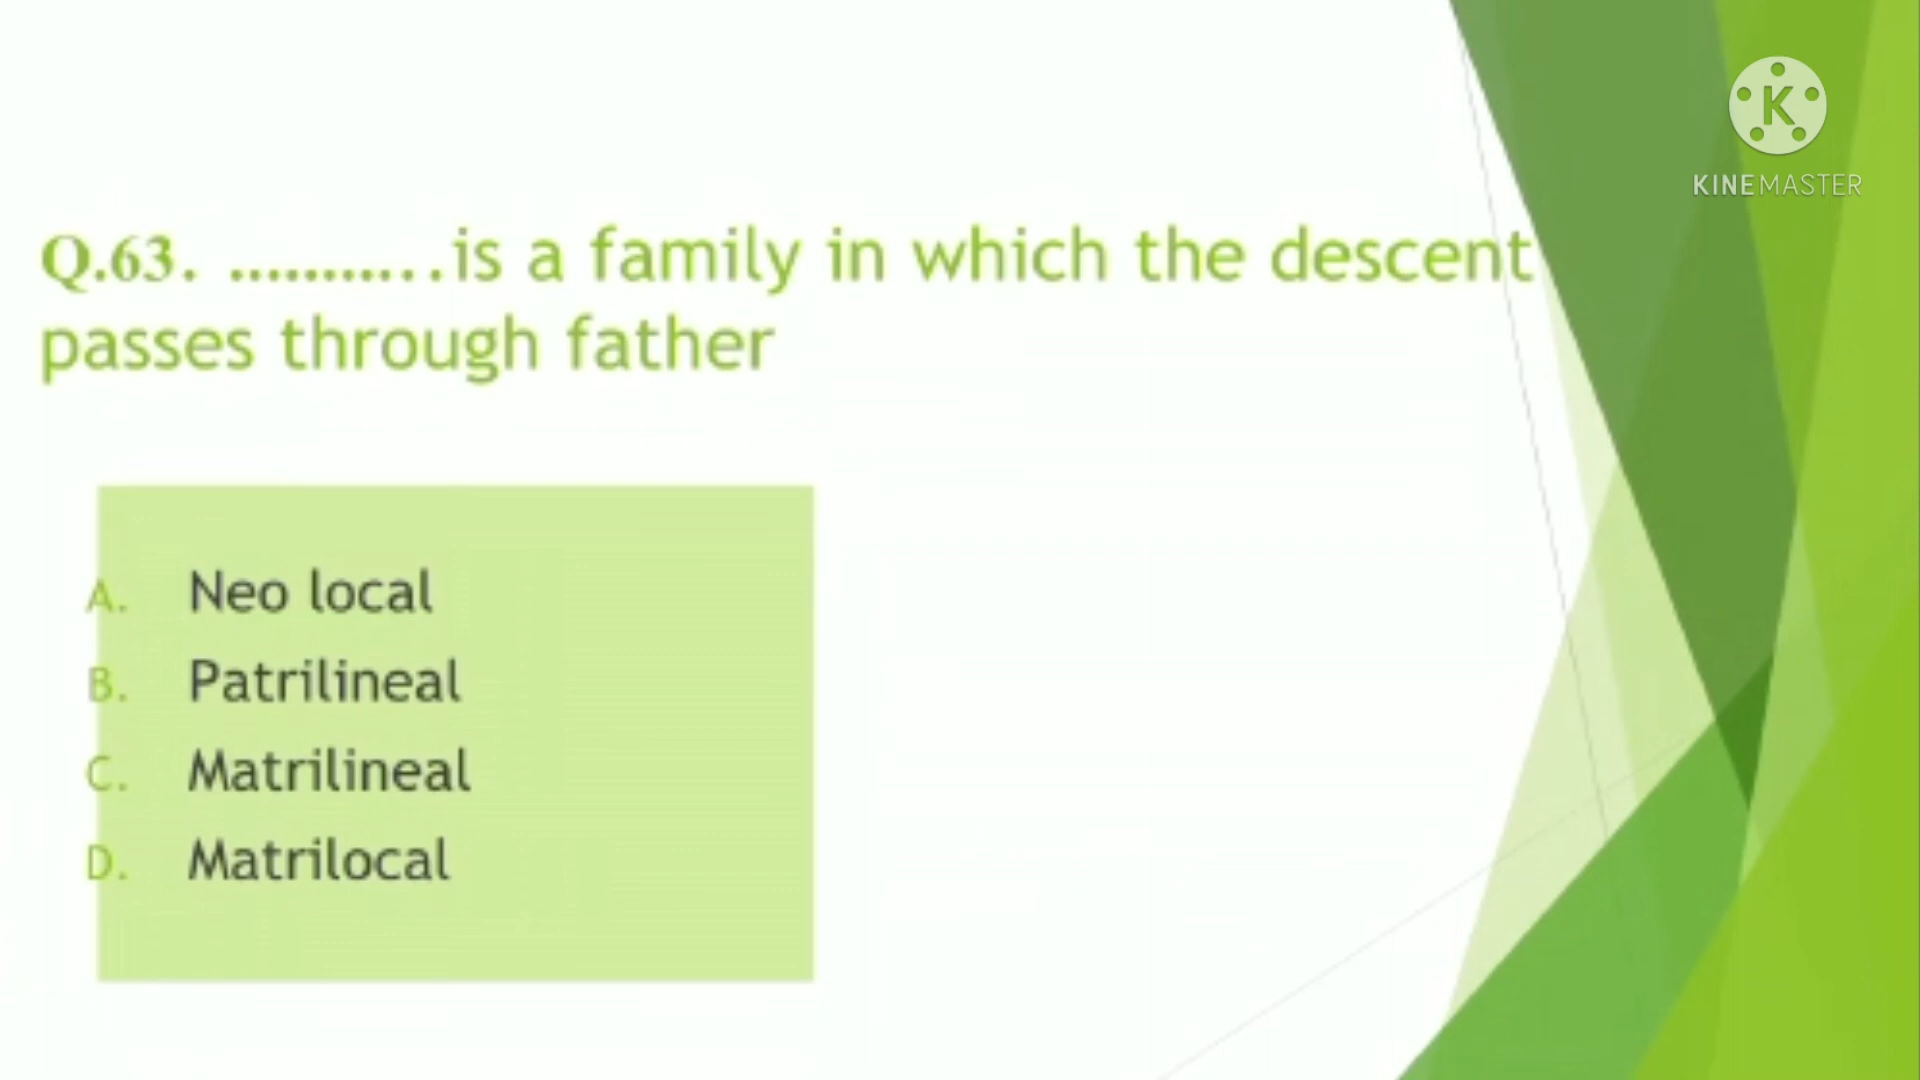 K
KINEMASTER
Q.63. ...........is a family in which the descent
passes through father
A. Neo local
B. Patrilineal
C. Matrilineal
D. Matrilocal